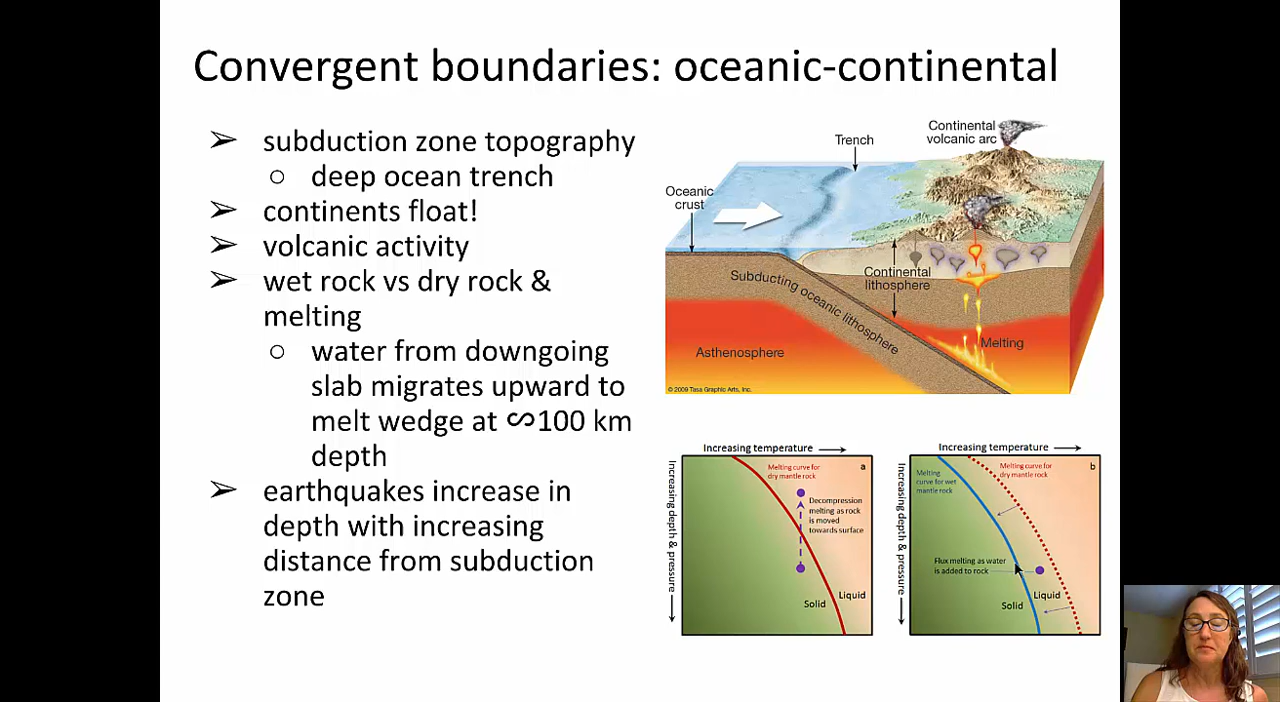 Convergent boundaries: oceanic-continental
➢ subduction zone topography
○ deep ocean trench
➢ continents float!
➢ volcanic activity
➢ wet rock vs dry rock &
melting
○ water from downgoing
slab migrates upward to
melt wedge at ∽100 km
depth
➢ earthquakes increase in
depth with increasing
distance from subduction
zone
Continental
volcanic arc
Trench
Oceanic
crust
Continental
lithosphere
Subducting oceanic lithosphere
Melting
Asthenosphere
© 2009 Tasa Graphic Arts, Inc.
Increasing temperature
Increasing depth & pressure
Melting curve for
dry mantle rock
a
Decompression
melting as rock
is moved
towards surface
Liquid
Solid
Increasing temperature
Increasing depth & pressure
Melting
curve for wet
mantle rock
Melting curve for
dry mantle rock
b
Flux melting as water
is added to rock
Liquid
Solid